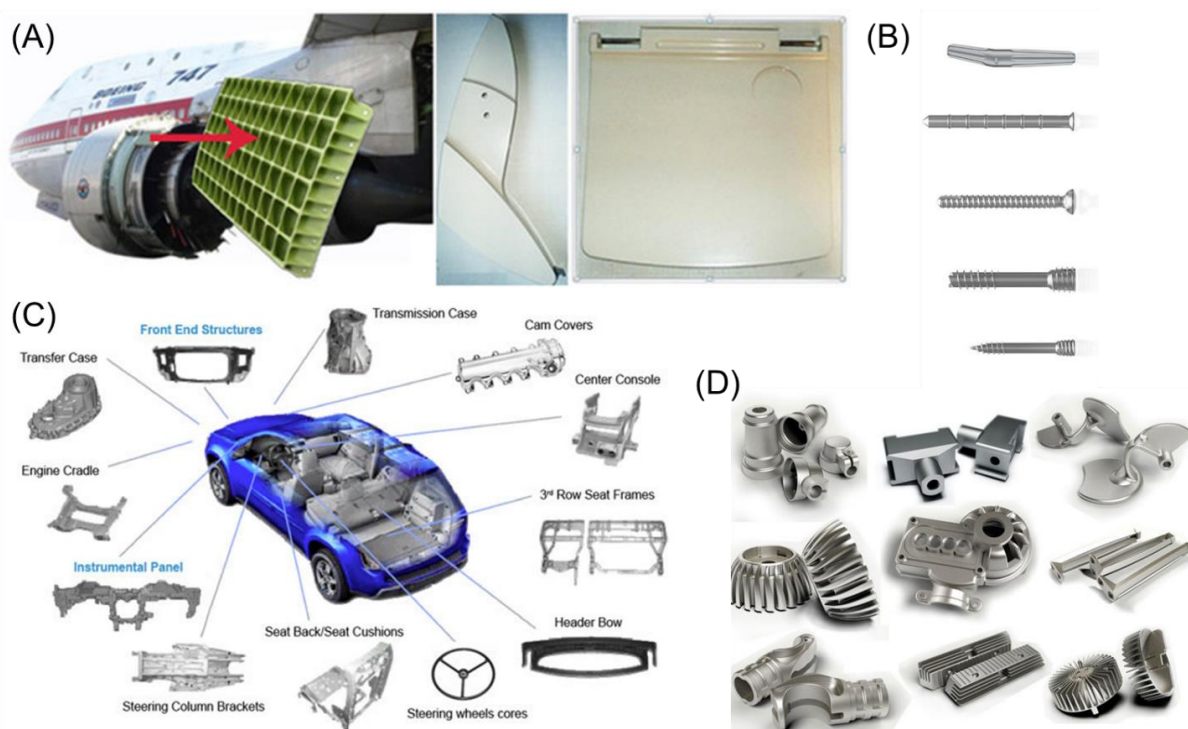 (A)
BOEING 747
(B)
(C)
Front End Structures
Transmission Case
Cam Covers
Transfer Case
Center Console
Engine Cradle
3rd Row Seat Frames
Instrumental Panel
Seat Back/Seat Cushions
Header Bow
Steering Column Brackets
Steering wheels cores
(D)